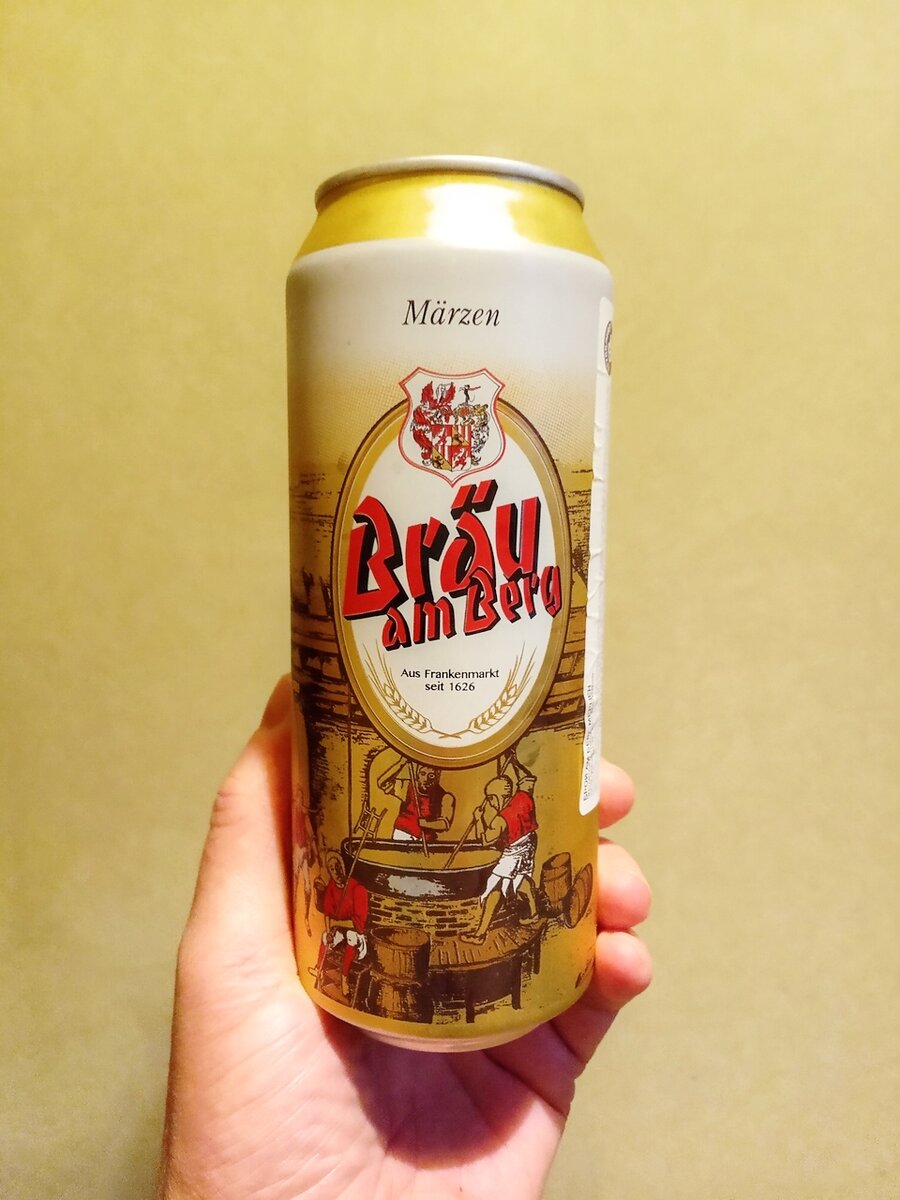 Märzen
Bräu
am Berg
Aus Frankenmarkt
seit 1626